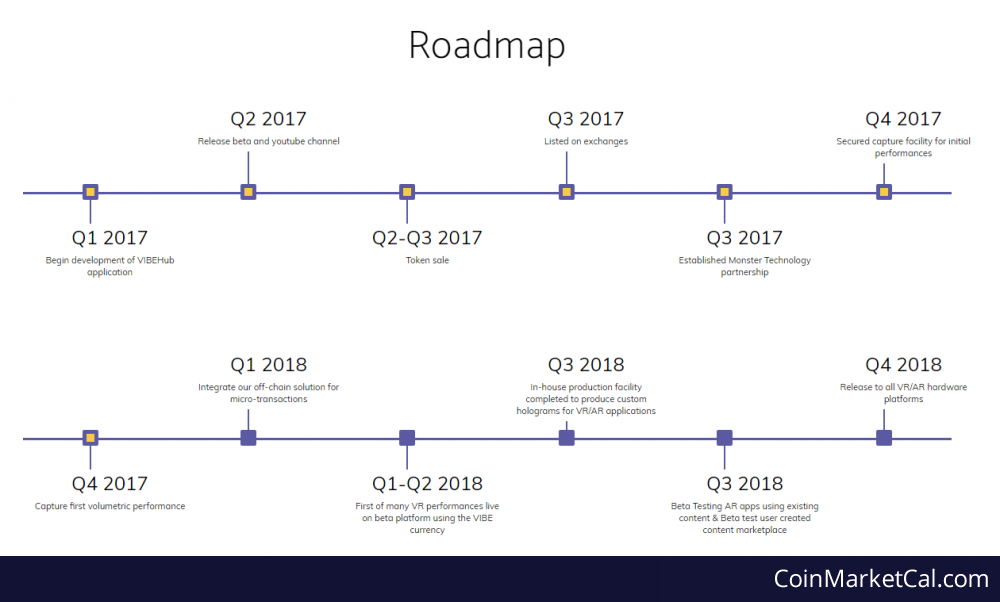 Roadmap
Q2 2017
Release beta and youtube channel
Q3 2017
Listed on exchanges
Q4 2017
Secured capture facility for initial
performances
Q1 2017
Begin development of VIBEHub
application
Q2-Q3 2017
Token sale
Q3 2017
Established Monster Technology
partnership
Q1 2018
Integrate our off-chain solution for
micro-transactions
Q3 2018
In-house production facility
completed to produce custom
holograms for VR/AR applications
Q4 2018
Release to all VR/AR hardware
platforms
Q4 2017
Capture first volumetric performance
Q1-Q2 2018
First of many VR performances live
on beta platform using the VIBE
currency
Q3 2018
Beta Testing AR apps using existing
content & Beta test user created
content marketplace
CoinMarketCal.com